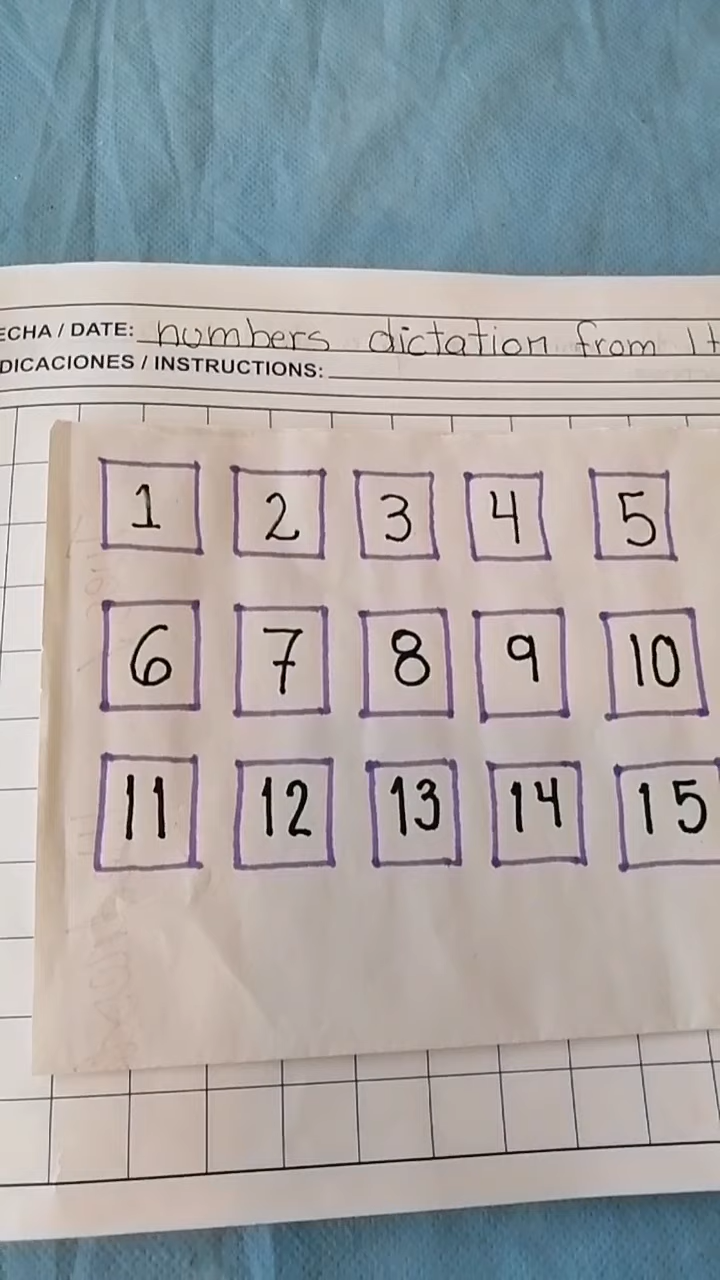 ECHA / DATE: numbers dictation from 1 t
DICACIONES / INSTRUCTIONS:
1 2 3 4 5
6 7 8 9 10
11 12 13 14 15